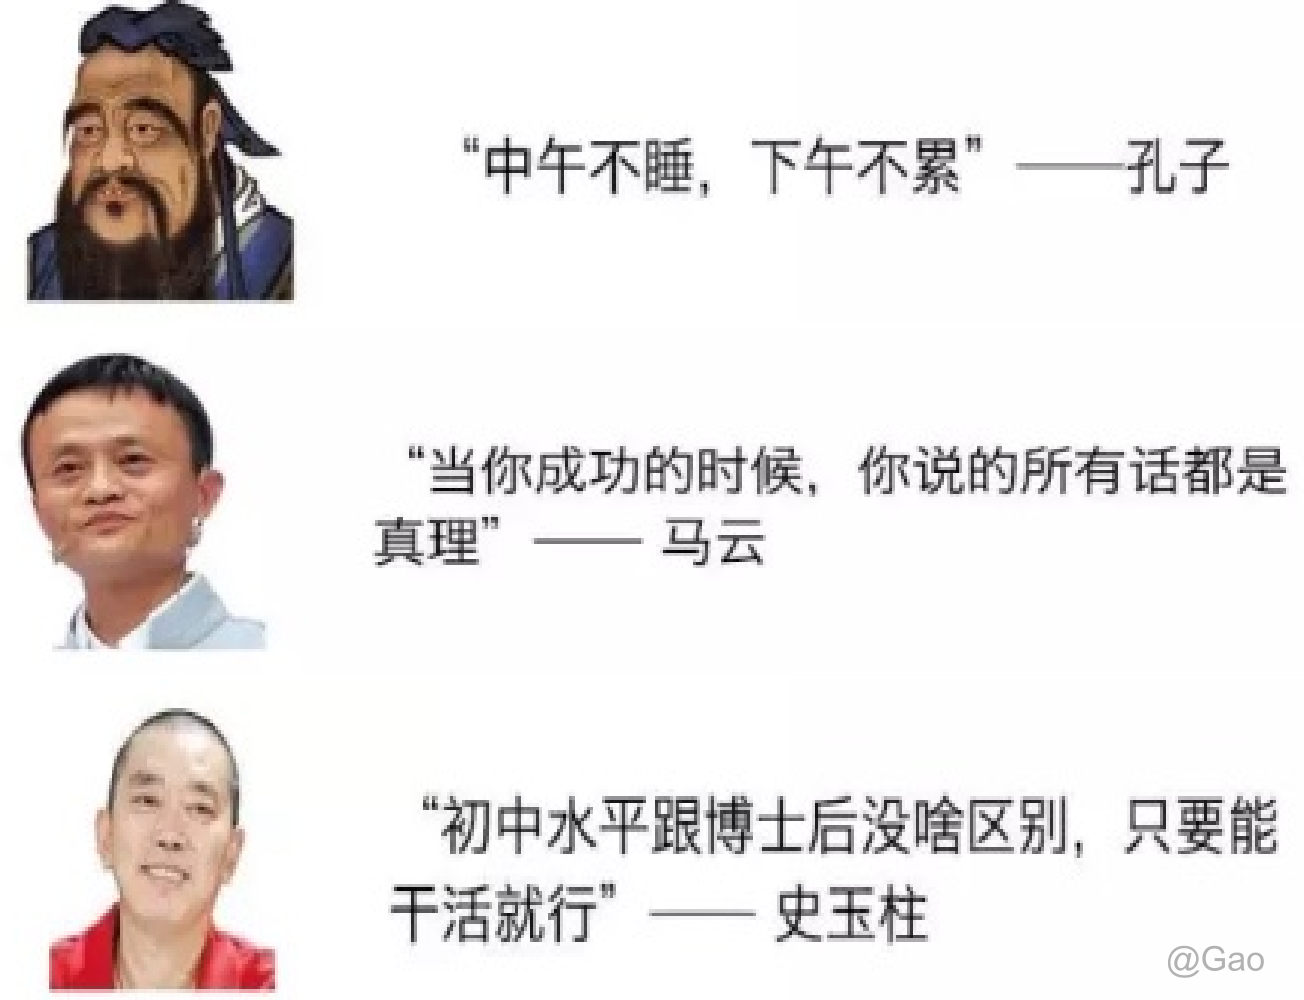 “中午不睡，下午不累” ——孔子
“当你成功的时候，你说的所有话都是
真理” —— 马云
“初中水平跟博士后没啥区别，只要能
干活就行” —— 史玉柱
@Gao